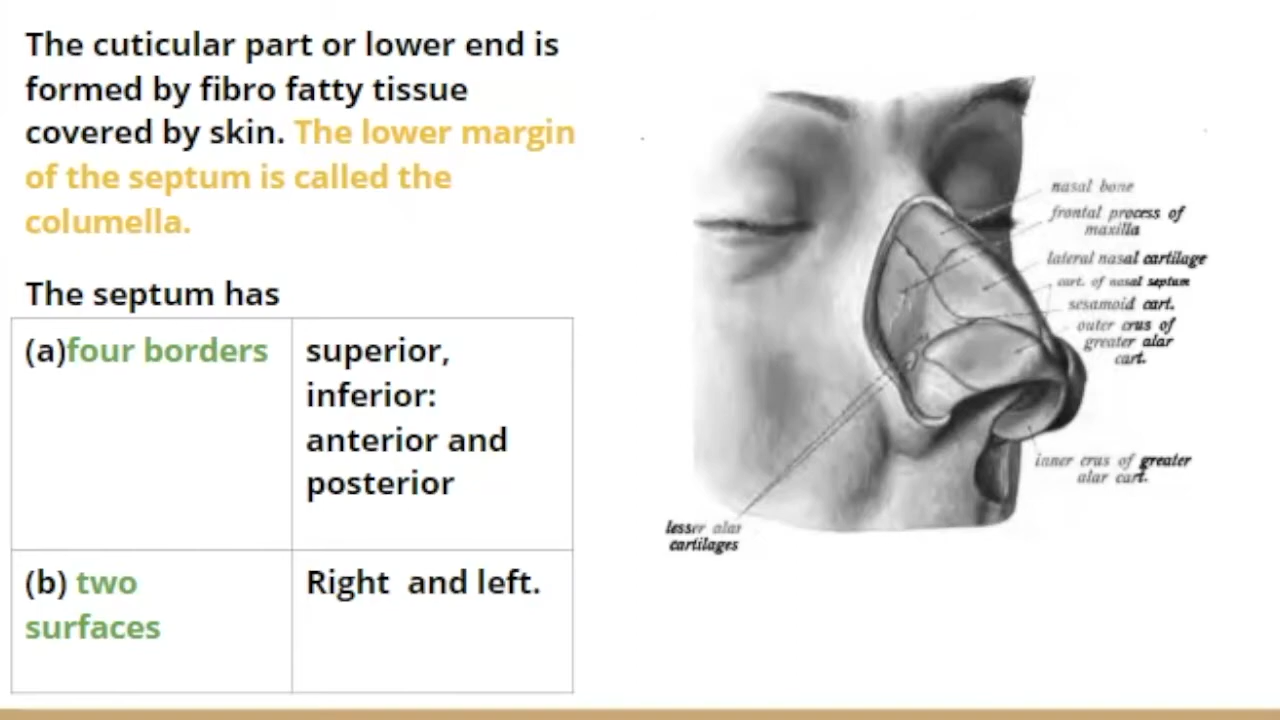 The cuticular part or lower end is
formed by fibro fatty tissue
covered by skin. The lower margin
of the septum is called the
columella.
The septum has
(a)four borders
superior,
inferior:
anterior and
posterior
(b) two
surfaces
Right and left.
nasal bone
frontal process of
maxilla
lateral nasal cartilage
cart. of nasal septum
sesamoid cart.
outer crus of
greater alar
cart.
inner crus of greater
alar cart.
lesser alar
cartilages